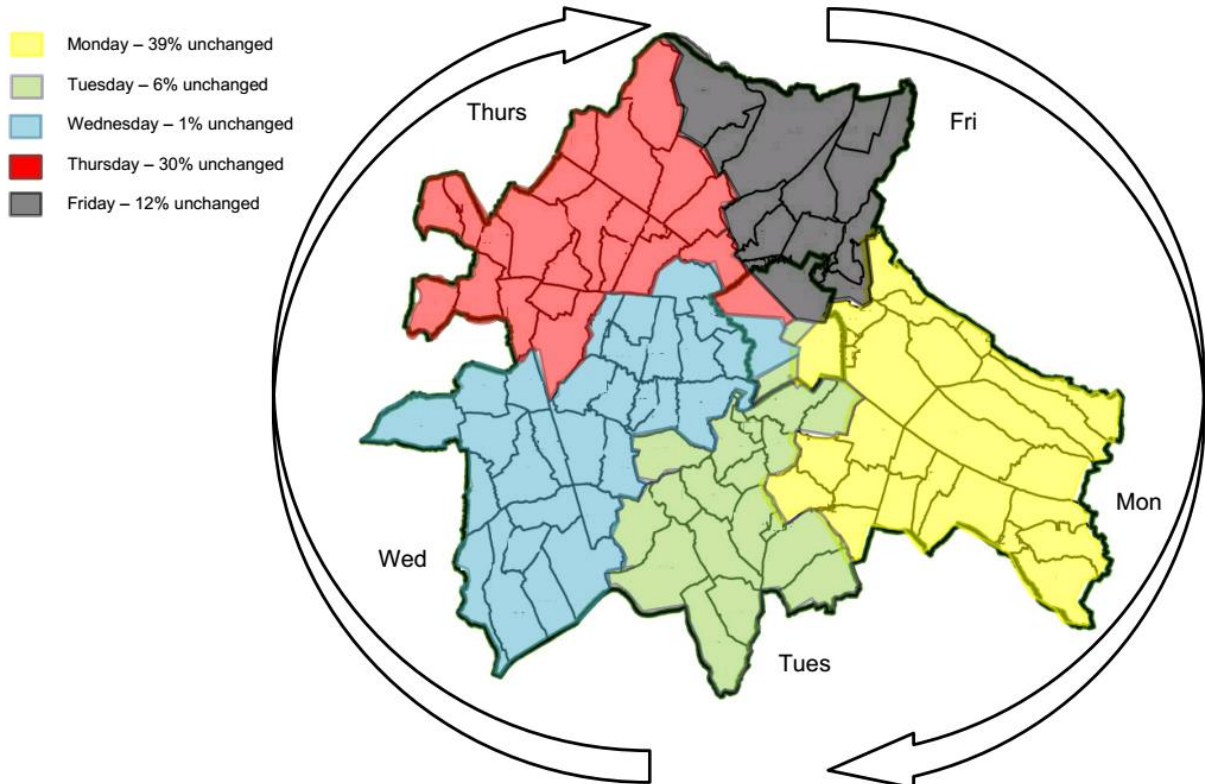 Monday – 39% unchanged
Tuesday – 6% unchanged
Wednesday – 1% unchanged
Thursday – 30% unchanged
Friday – 12% unchanged
Thurs
Fri
Mon
Wed
Tues